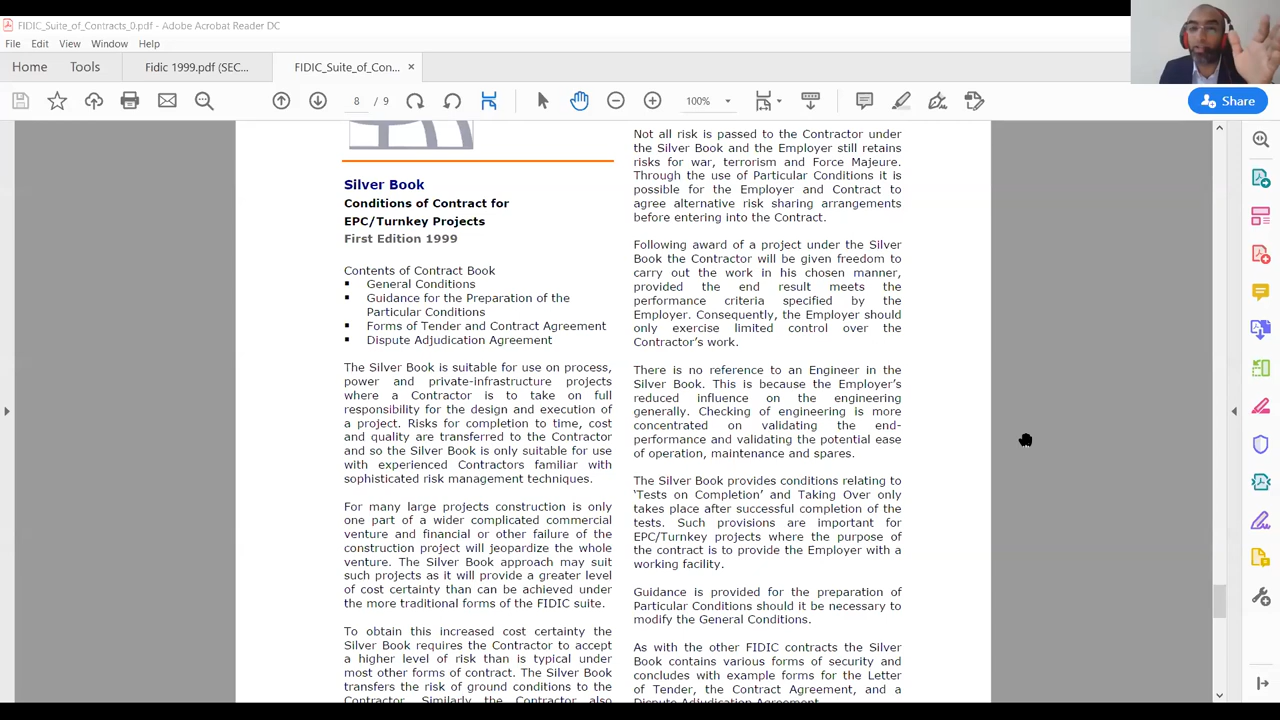 FIDIC_Suite_of_Contracts_0.pdf - Adobe Acrobat Reader DC
File Edit View Window Help
Home Tools Fidic 1999.pdf (SEC... FIDIC_Suite_of_Con... ×
8 / 9 100% Share
Silver Book
Conditions of Contract for
EPC/Turnkey Projects
First Edition 1999
Contents of Contract Book
▪ General Conditions
▪ Guidance for the Preparation of the
Particular Conditions
▪ Forms of Tender and Contract Agreement
▪ Dispute Adjudication Agreement
The Silver Book is suitable for use on process,
power and private-infrastructure projects
where a Contractor is to take on full
responsibility for the design and execution of
a project. Risks for completion to time, cost
and quality are transferred to the Contractor
and so the Silver Book is only suitable for use
with experienced Contractors familiar with
sophisticated risk management techniques.
For many large projects construction is only
one part of a wider complicated commercial
venture and financial or other failure of the
construction project will jeopardize the whole
venture. The Silver Book approach may suit
such projects as it will provide a greater level
of cost certainty than can be achieved under
the more traditional forms of the FIDIC suite.
To obtain this increased cost certainty the
Silver Book requires the Contractor to accept
a higher level of risk than is typical under
most other forms of contract. The Silver Book
transfers the risk of ground conditions to the
Contractor. Similarly the Contractor also
Not all risk is passed to the Contractor under
the Silver Book and the Employer still retains
risks for war, terrorism and Force Majeure.
Through the use of Particular Conditions it is
possible for the Employer and Contract to
agree alternative risk sharing arrangements
before entering into the Contract.
Following award of a project under the Silver
Book the Contractor will be given freedom to
carry out the work in his chosen manner,
provided the end result meets the
performance criteria specified by the
Employer. Consequently, the Employer should
only exercise limited control over the
Contractor's work.
There is no reference to an Engineer in the
Silver Book. This is because the Employer's
reduced influence on the engineering
generally. Checking of engineering is more
concentrated on validating the end-
performance and validating the potential ease
of operation, maintenance and spares.
The Silver Book provides conditions relating to
‘Tests on Completion’ and Taking Over only
takes place after successful completion of the
tests. Such provisions are important for
EPC/Turnkey projects where the purpose of
the contract is to provide the Employer with a
working facility.
Guidance is provided for the preparation of
Particular Conditions should it be necessary to
modify the General Conditions.
As with the other FIDIC contracts the Silver
Book contains various forms of security and
concludes with example forms for the Letter
of Tender, the Contract Agreement, and a
Dispute Adjudication Agreement